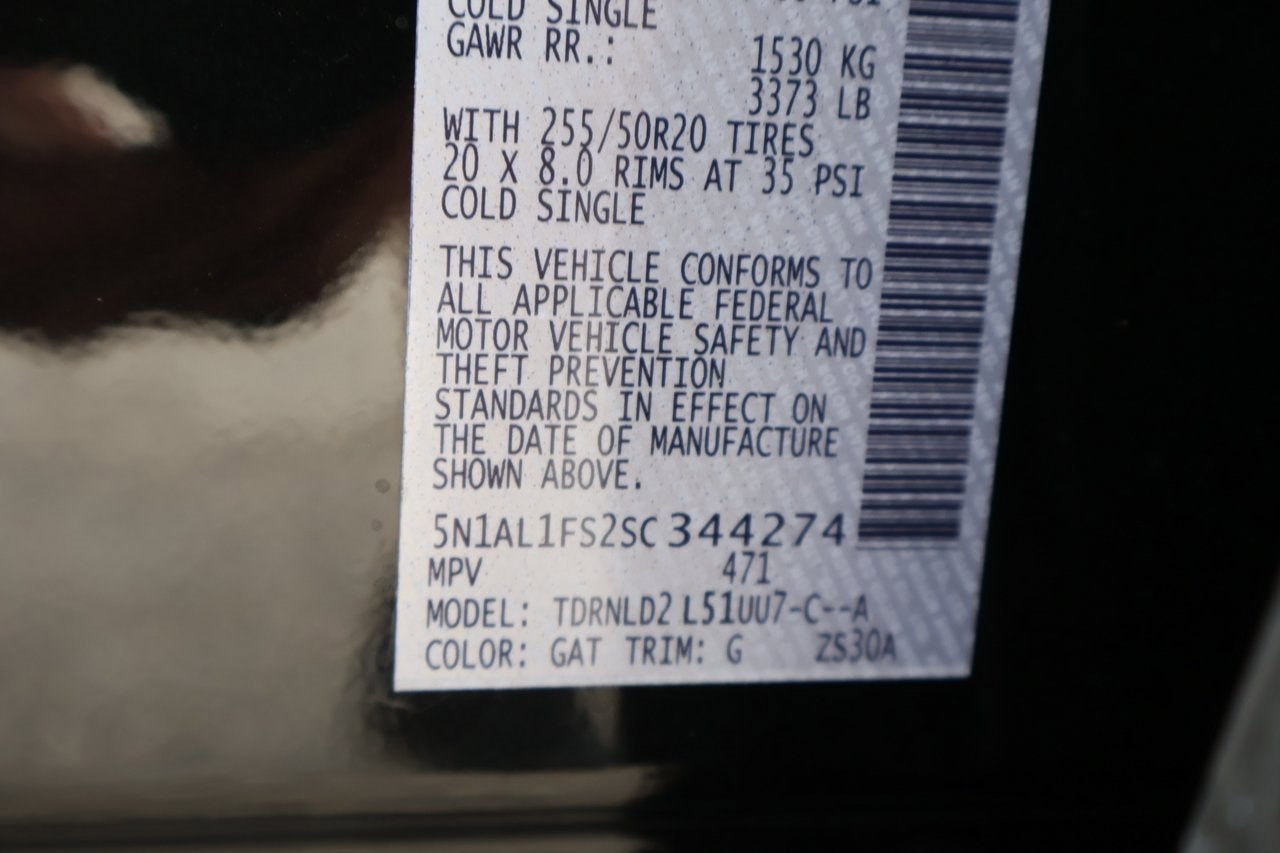 COLD SINGLE
GAWR RR.: 1530 KG
3373 LB
WITH 255/50R20 TIRES
20 X 8.0 RIMS AT 35 PSI
COLD SINGLE
THIS VEHICLE CONFORMS TO
ALL APPLICABLE FEDERAL
MOTOR VEHICLE SAFETY AND
THEFT PREVENTION
STANDARDS IN EFFECT ON
THE DATE OF MANUFACTURE
SHOWN ABOVE.
5N1AL1FS2SC344274
MPV 471
MODEL: TDRNLD2 L51UU7-C--A
COLOR: GAT TRIM: G ZS30A